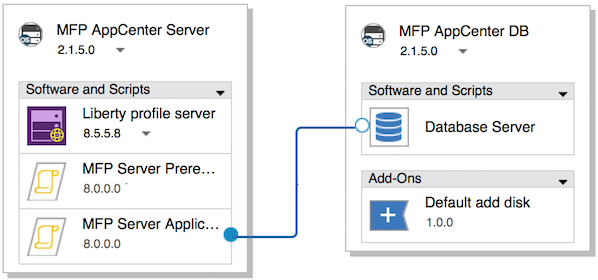 MFP AppCenter Server
2.1.5.0
Software and Scripts
Liberty profile server
8.5.5.8
MFP Server Prere...
8.0.0.0
MFP Server Applic...
8.0.0.0
MFP AppCenter DB
2.1.5.0
Software and Scripts
Database Server
Add-Ons
Default add disk
1.0.0